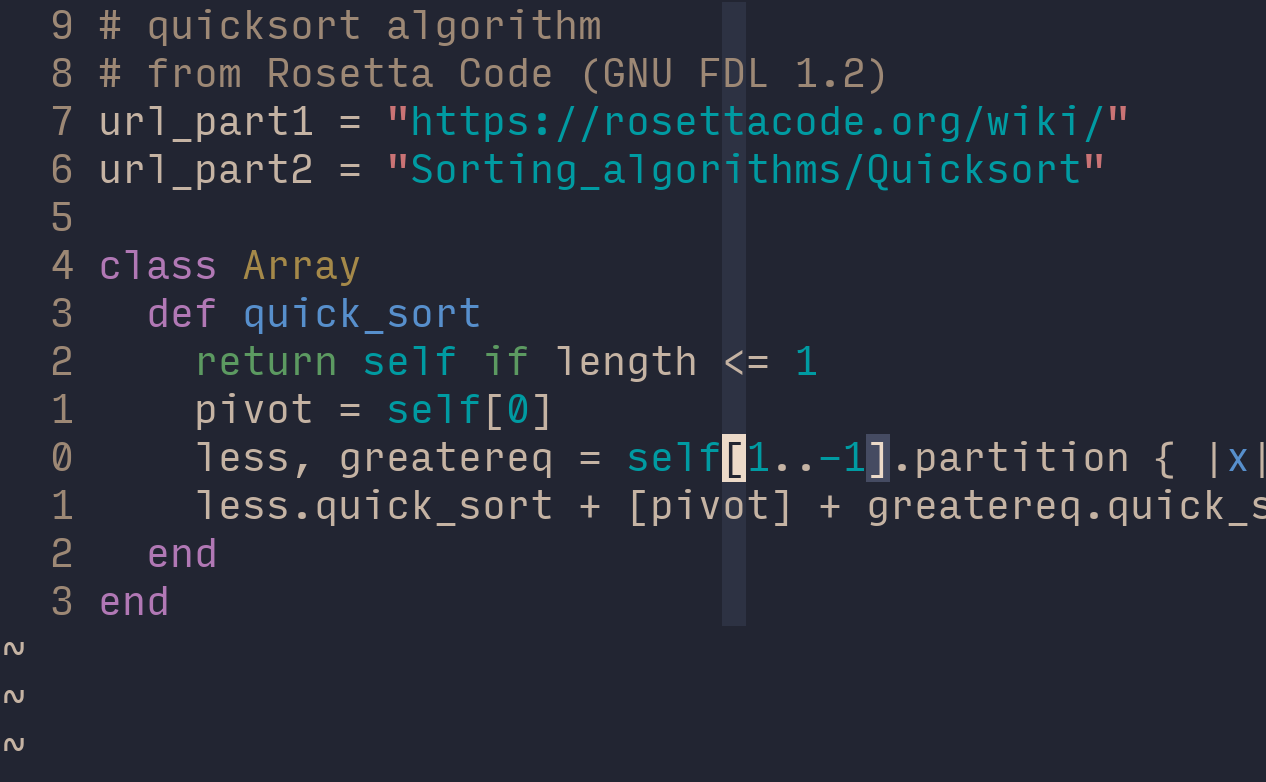 9 # quicksort algorithm
8 # from Rosetta Code (GNU FDL 1.2)
7 url_part1 = "https://rosettacode.org/wiki/"
6 url_part2 = "Sorting_algorithms/Quicksort"
5
4 class Array
3   def quick_sort
2     return self if length <= 1
1     pivot = self[0]
0     less, greatereq = self[1..-1].partition { |x|
1     less.quick_sort + [pivot] + greatereq.quick_s
2   end
3 end
~
~
~